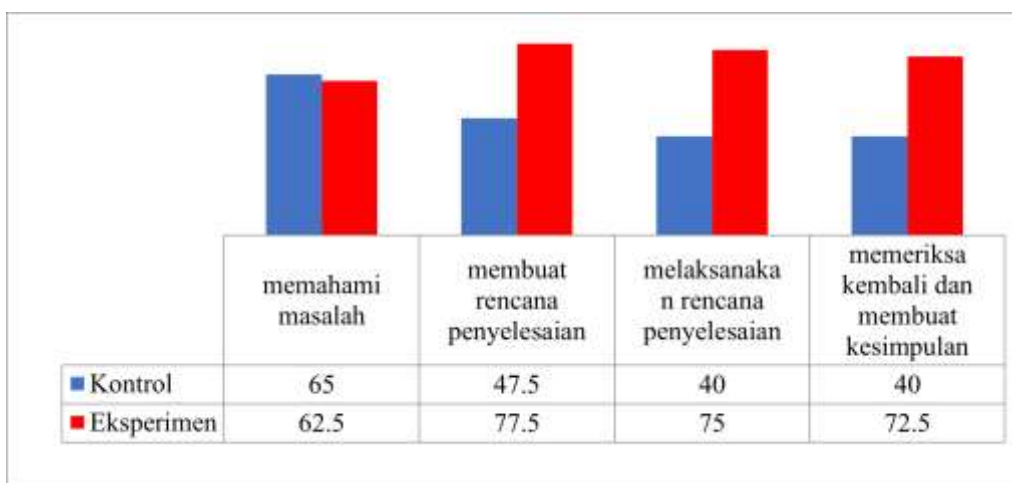 memahami
masalah
membuat
rencana
penyelesaian
melaksanaka
n rencana
penyelesaian
memeriksa
kembali dan
membuat
kesimpulan
Kontrol 65 47.5 40 40
Eksperimen 62.5 77.5 75 72.5